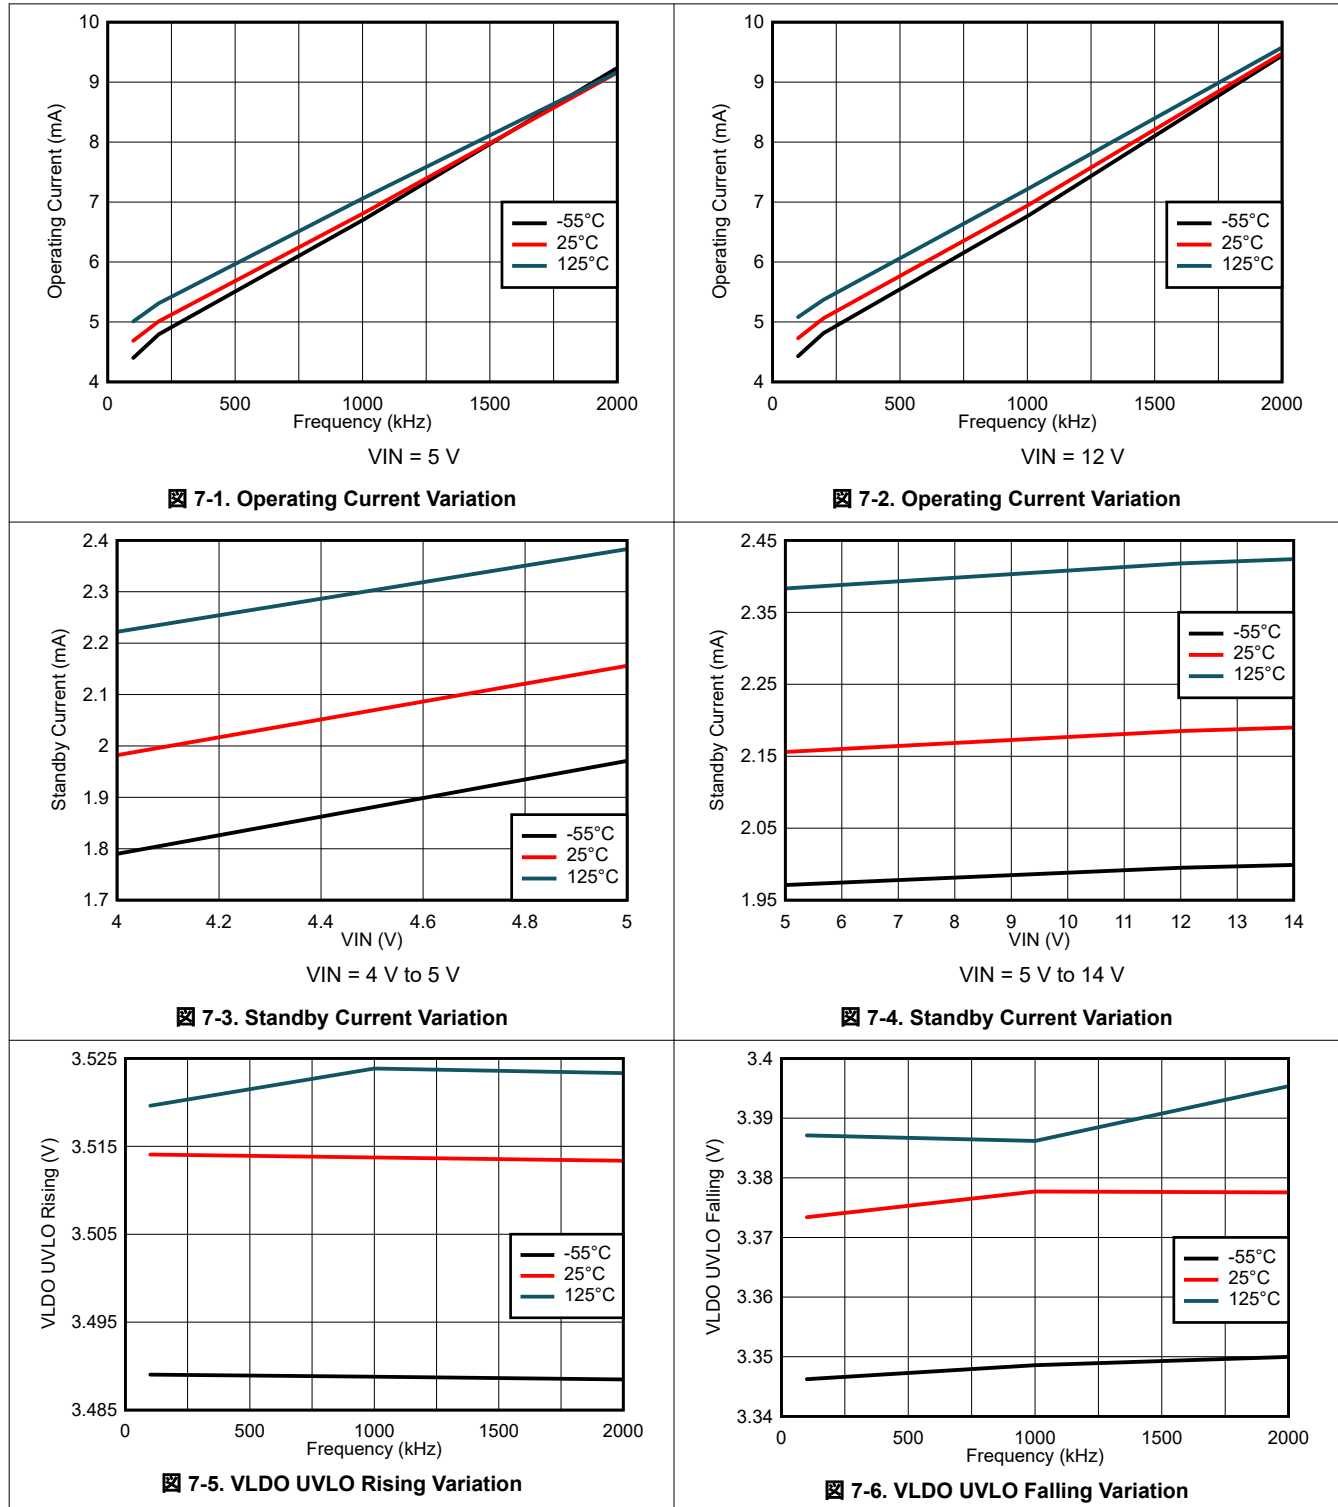 10
9
8
7
6
5
4
Operating Current (mA)
-55°C
25°C
125°C
0 500 1000 1500 2000
Frequency (kHz)
VIN = 5 V
図 7-1. Operating Current Variation
10
9
8
7
6
5
4
Operating Current (mA)
-55°C
25°C
125°C
0 500 1000 1500 2000
Frequency (kHz)
VIN = 12 V
図 7-2. Operating Current Variation
2.4
2.3
2.2
2.1
2
1.9
1.8
1.7
Standby Current (mA)
-55°C
25°C
125°C
4 4.2 4.4 4.6 4.8 5
VIN (V)
VIN = 4 V to 5 V
図 7-3. Standby Current Variation
2.45
2.35
2.25
2.15
2.05
1.95
Standby Current (mA)
-55°C
25°C
125°C
5 6 7 8 9 10 11 12 13 14
VIN (V)
VIN = 5 V to 14 V
図 7-4. Standby Current Variation
3.525
3.515
3.505
3.495
3.485
VLDO UVLO Rising (V)
-55°C
25°C
125°C
0 500 1000 1500 2000
Frequency (kHz)
図 7-5. VLDO UVLO Rising Variation
3.4
3.39
3.38
3.37
3.36
3.35
3.34
VLDO UVLO Falling (V)
-55°C
25°C
125°C
0 500 1000 1500 2000
Frequency (kHz)
図 7-6. VLDO UVLO Falling Variation